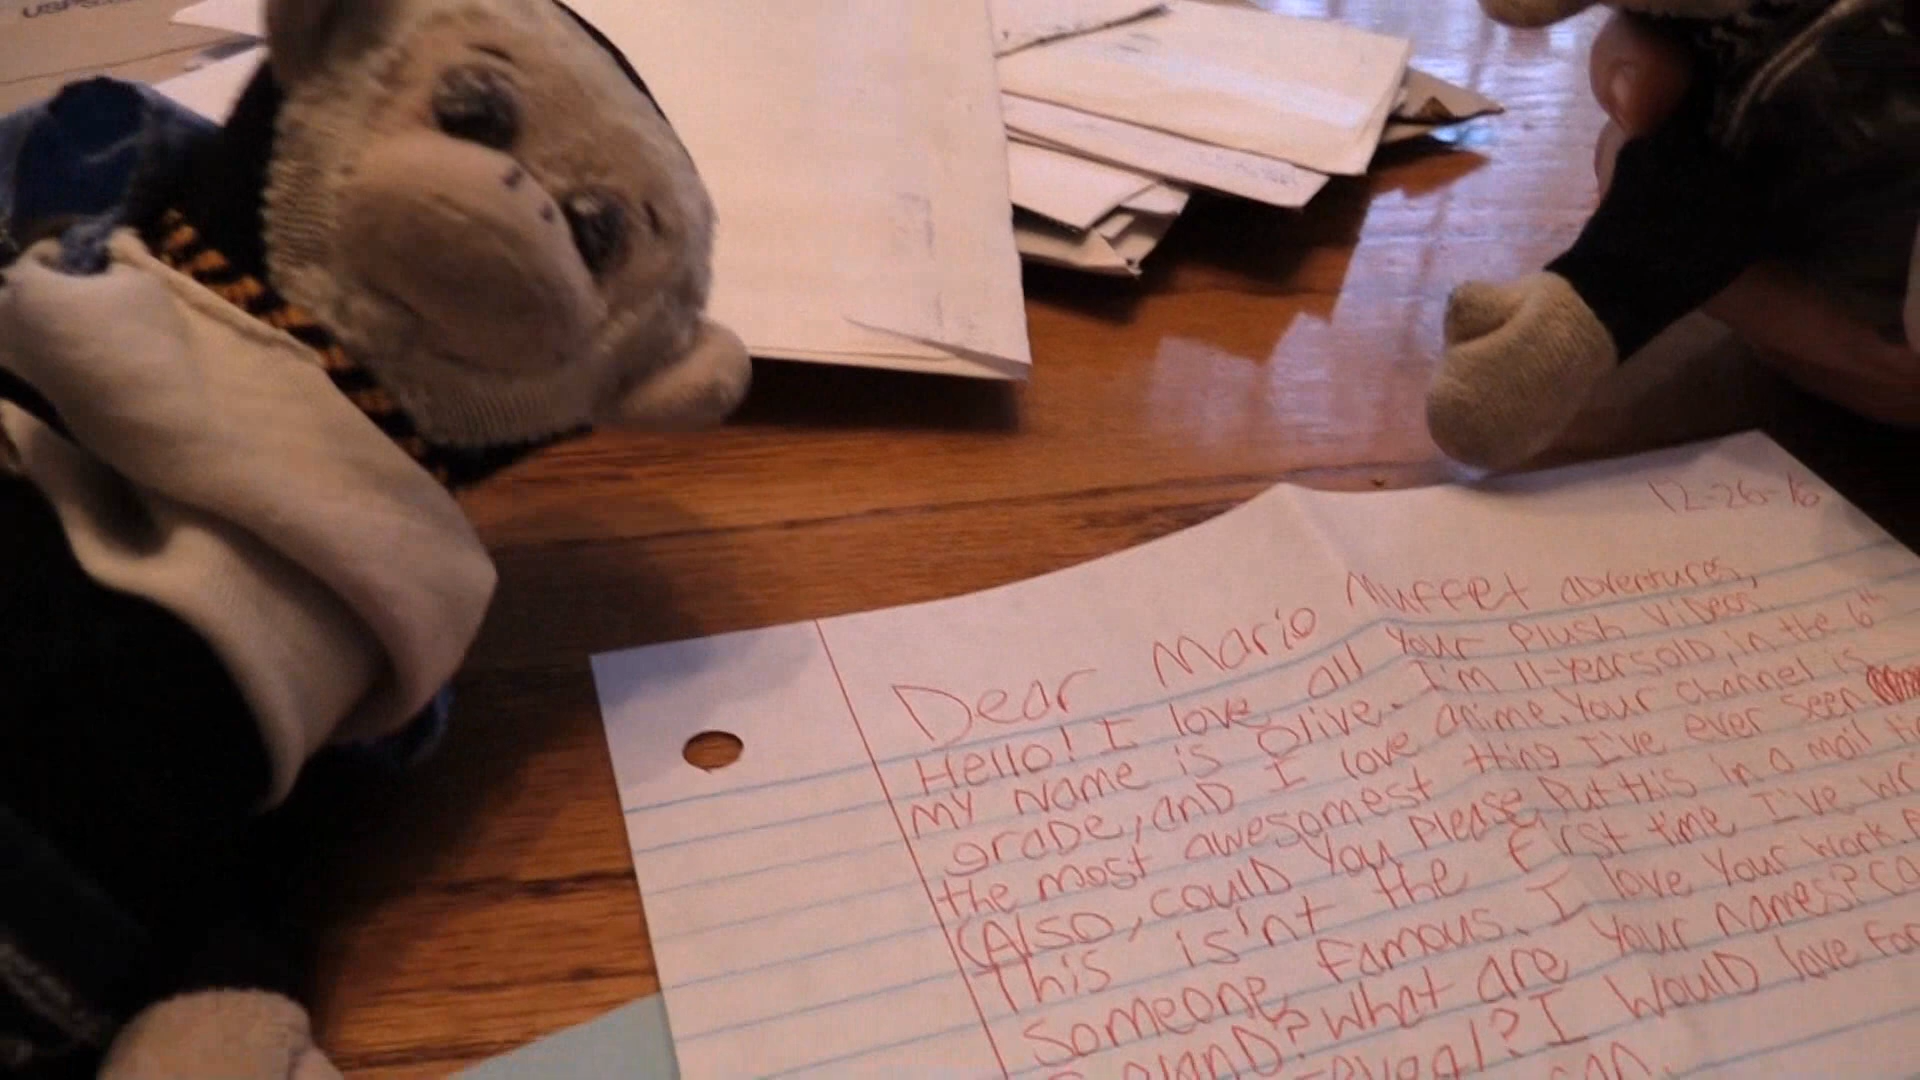 12-26-16
Dear Mario Muffet adventures,
Hello! I love all your Plush Videos.
My Name is Olive. I'm 11-years old, in the 6th
grade, and I love anime. Your channel is
the most awesomest thing I've ever seen
(Also, could you please, Put this in a mail
This is'nt the first time I've
Someone famous. I love Your work.
What are Your names?
I would love